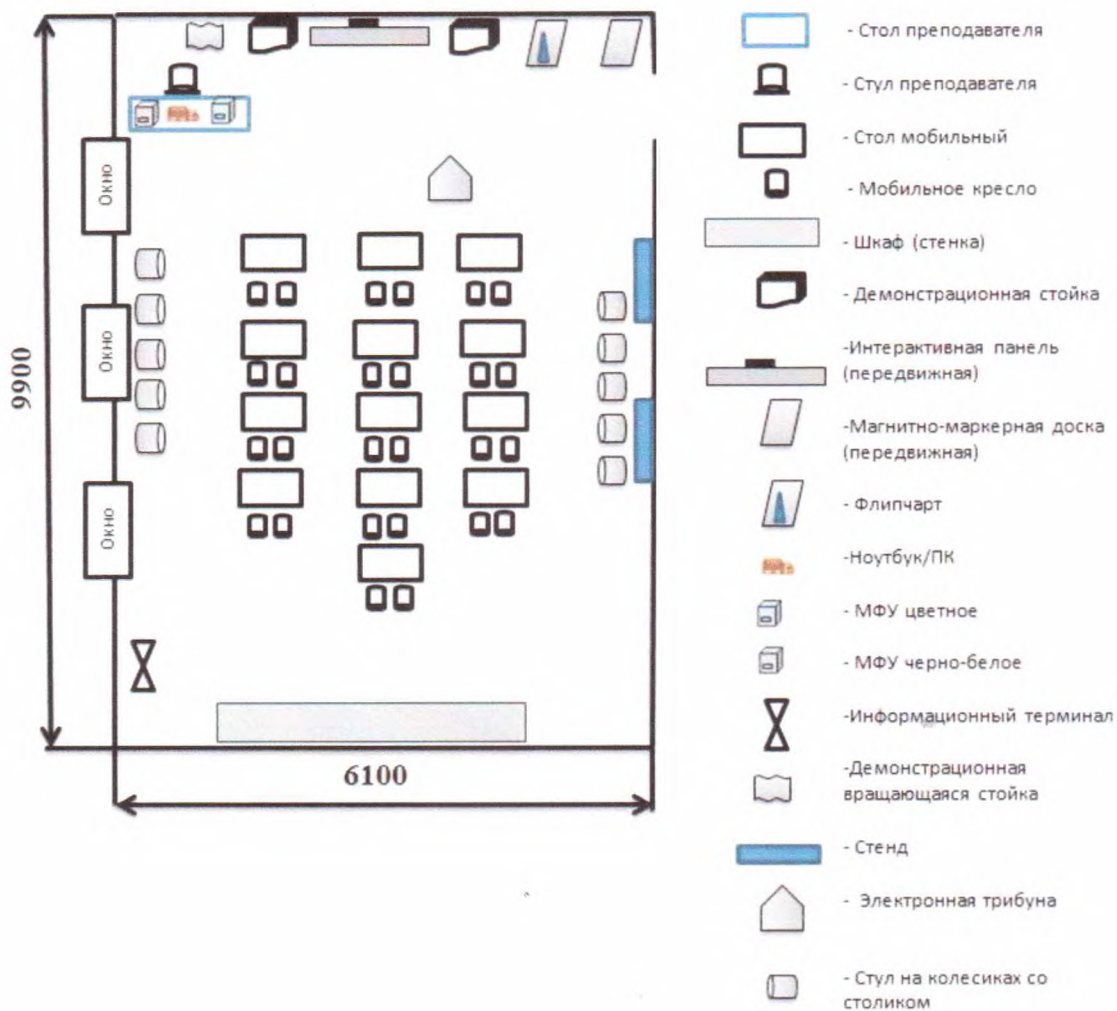 9900
Окно
Окно
Окно
6100
- Стол преподавателя
- Стул преподавателя
- Стол мобильный
- Мобильное кресло
- Шкаф (стенка)
- Демонстрационная стойка
-Интерактивная панель
(передвижная)
-Магнитно-маркерная доска
(передвижная)
- Флипчарт
-Ноутбук/ПК
- МФУ цветное
- МФУ черно-белое
-Информационный терминал
-Демонстрационная
вращающаяся стойка
- Стенд
- Электронная трибуна
- Стул на колесиках со
столиком